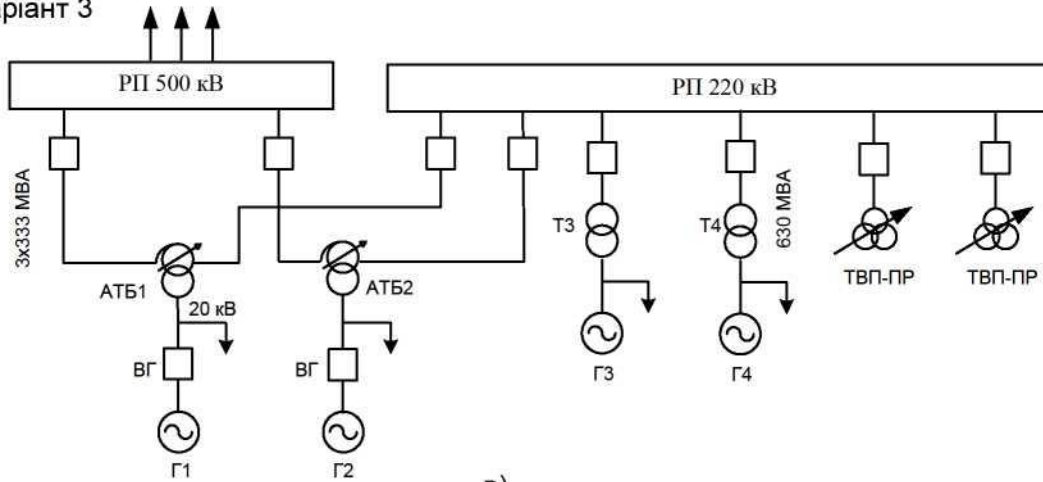 аріант 3
РП 500 кВ
РП 220 кВ
3х333 МВА
Т3
Т4
630 МВА
АТБ1
АТБ2
ТВП-ПР
ТВП-ПР
20 кВ
ВГ
ВГ
Г3
Г4
Г1
Г2